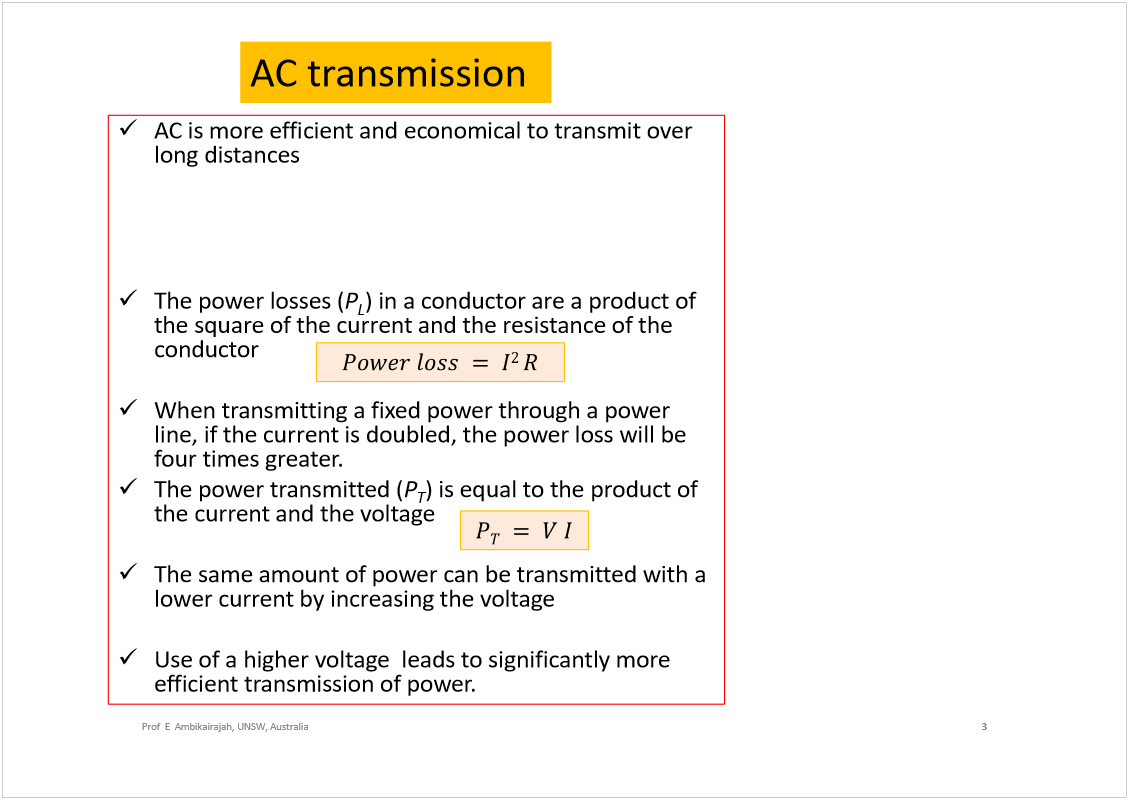 AC transmission
✓ AC is more efficient and economical to transmit over
long distances
✓ The power losses (P_L) in a conductor are a product of
the square of the current and the resistance of the
conductor
Power loss = I² R
✓ When transmitting a fixed power through a power
line, if the current is doubled, the power loss will be
four times greater.
✓ The power transmitted (P_T) is equal to the product of
the current and the voltage
P_T = V I
✓ The same amount of power can be transmitted with a
lower current by increasing the voltage
✓ Use of a higher voltage leads to significantly more
efficient transmission of power.
Prof E Ambikairajah, UNSW, Australia
3